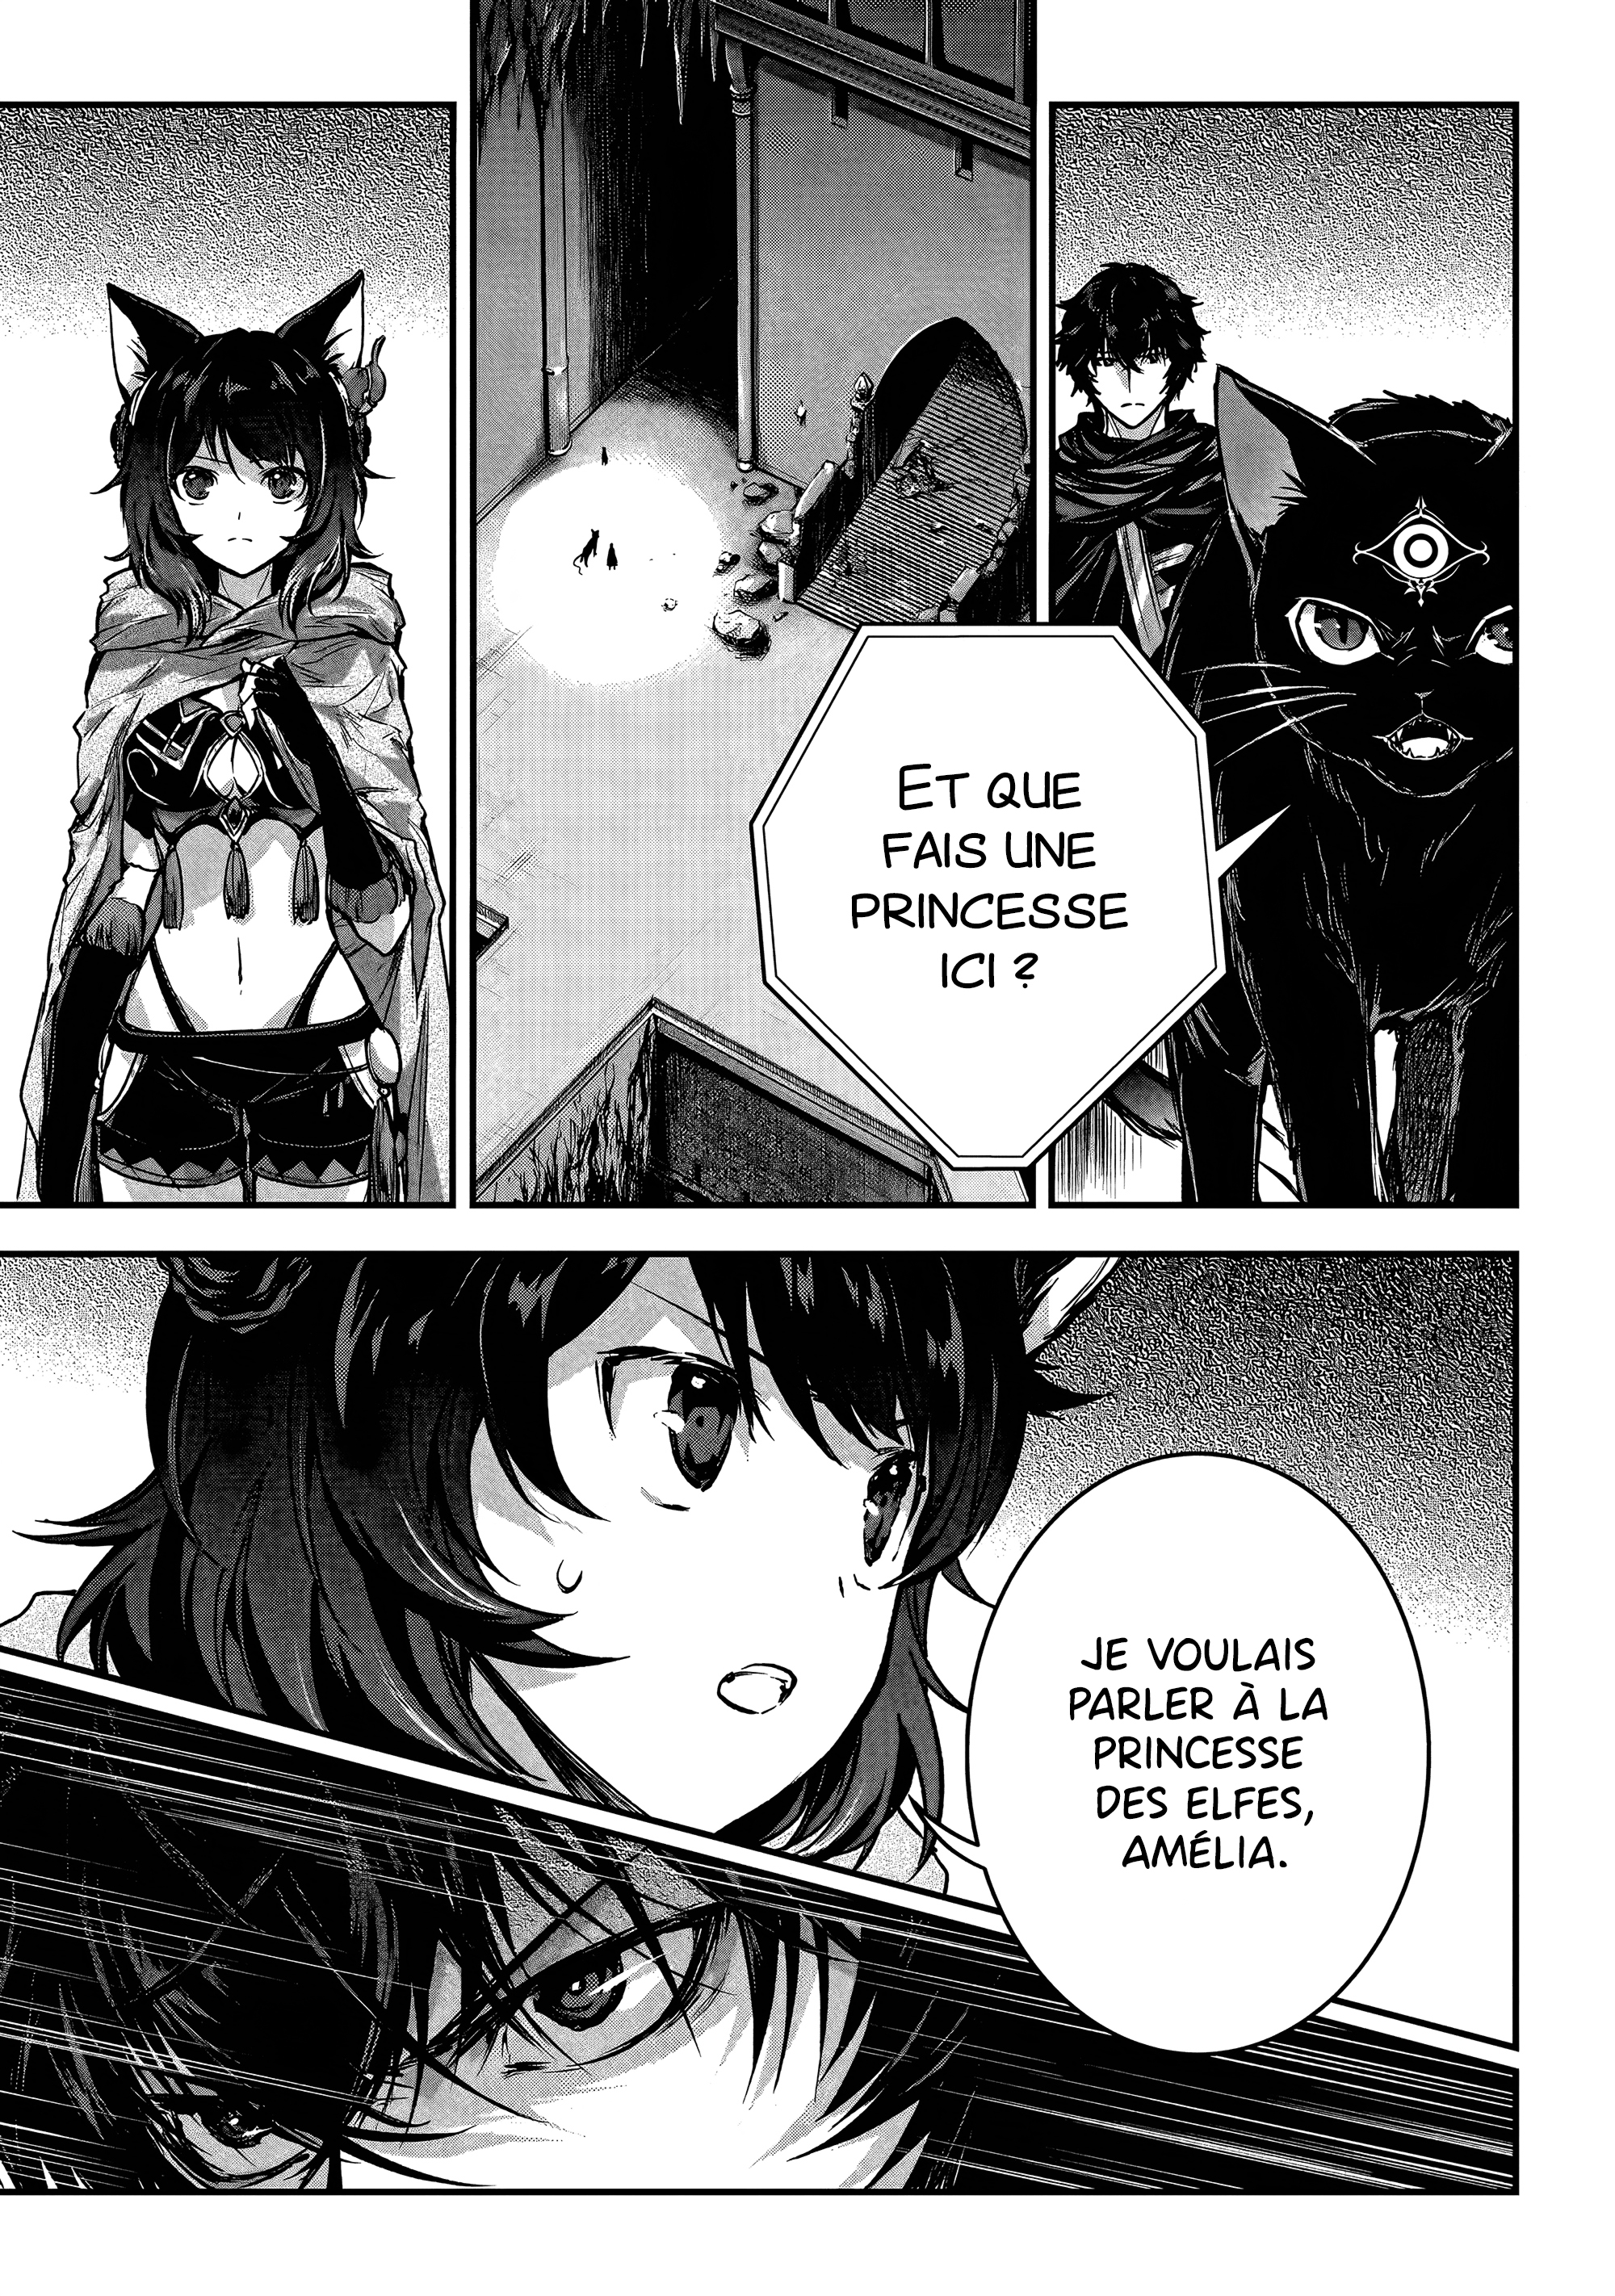 ET QUE
FAIS UNE
PRINCESSE
ICI ?
JE VOULAIS
PARLER À LA
PRINCESSE
DES ELFES,
AMÉLIA.